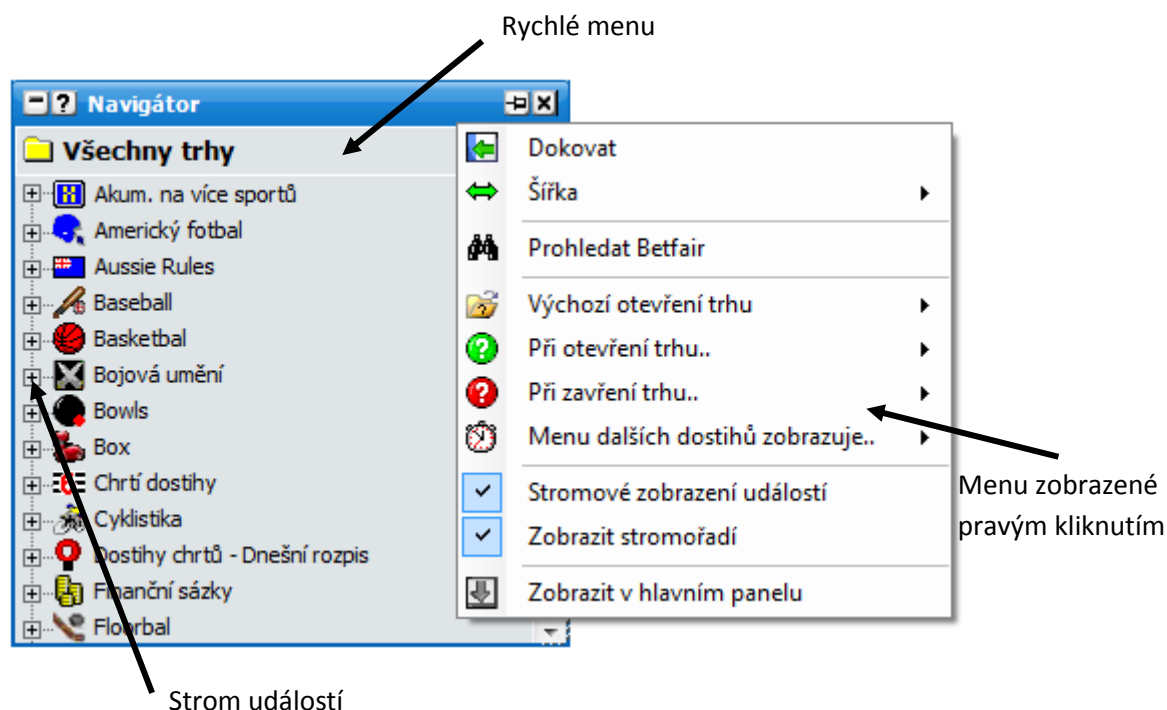 Rychlé menu
Navigátor
Všechny trhy
Akum. na více sportů
Americký fotbal
Aussie Rules
Baseball
Basketbal
Bojová umění
Bowls
Box
Chrtí dostihy
Cyklistika
Dostihy chrtů - Dnešní rozpis
Finanční sázky
Floorbal
Dokovat
Šířka
Prohledat Betfair
Výchozí otevření trhu
Při otevření trhu..
Při zavření trhu..
Menu dalších dostihů zobrazuje..
Stromové zobrazení událostí
Zobrazit stromořadí
Zobrazit v hlavním panelu
Menu zobrazené
pravým kliknutím
Strom událostí